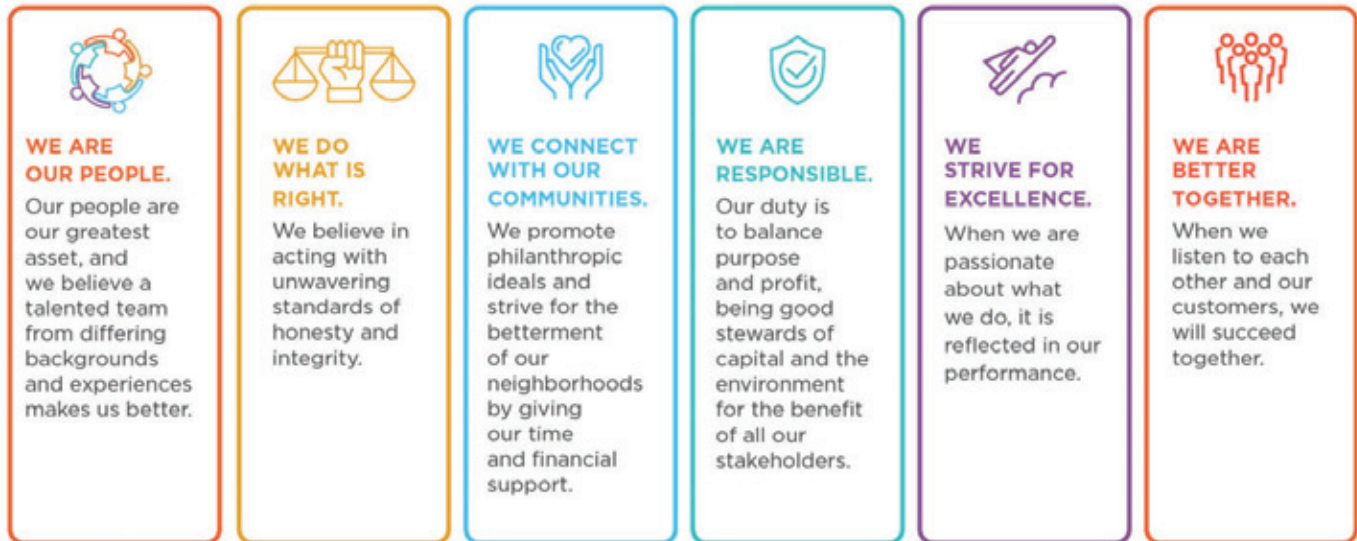 WE ARE
OUR PEOPLE.
Our people are
our greatest
asset, and
we believe a
talented team
from differing
backgrounds
and experiences
makes us better.
WE DO
WHAT IS
RIGHT.
We believe in
acting with
unwavering
standards of
honesty and
integrity.
WE CONNECT
WITH OUR
COMMUNITIES.
We promote
philanthropic
ideals and
strive for the
betterment
of our
neighborhoods
by giving
our time
and financial
support.
WE ARE
RESPONSIBLE.
Our duty is
to balance
purpose
and profit,
being good
stewards of
capital and the
environment
for the benefit
of all our
stakeholders.
WE
STRIVE FOR
EXCELLENCE.
When we are
passionate
about what
we do, it is
reflected in our
performance.
WE ARE
BETTER
TOGETHER.
When we
listen to each
other and our
customers, we
will succeed
together.